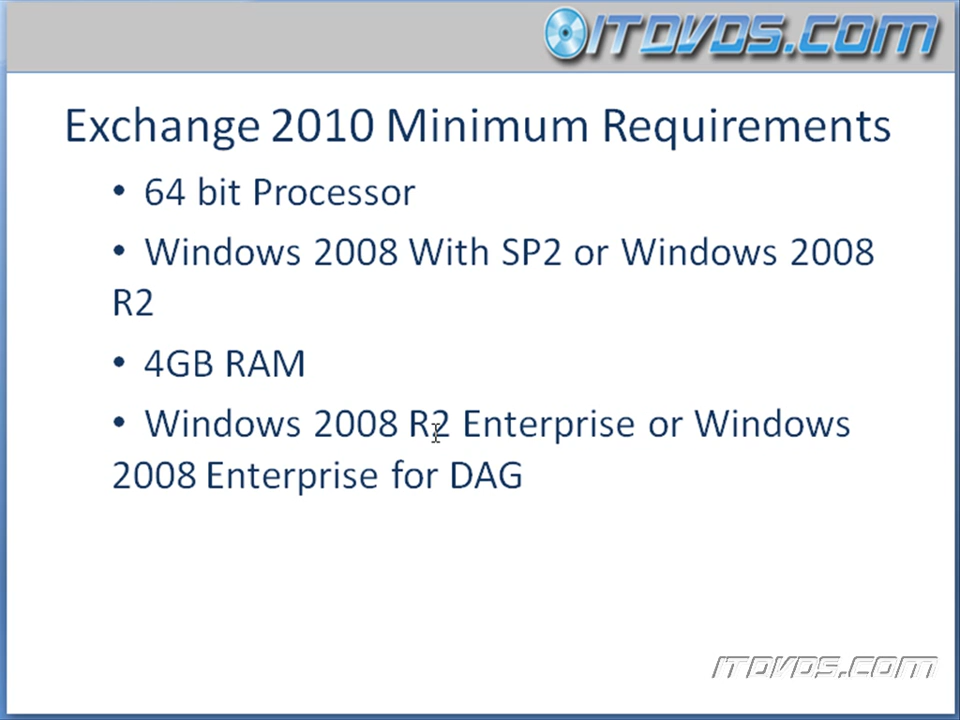 ITDVDS.COM
Exchange 2010 Minimum Requirements
• 64 bit Processor
• Windows 2008 With SP2 or Windows 2008
R2
• 4GB RAM
• Windows 2008 R2 Enterprise or Windows
2008 Enterprise for DAG
ITDVDS.COM